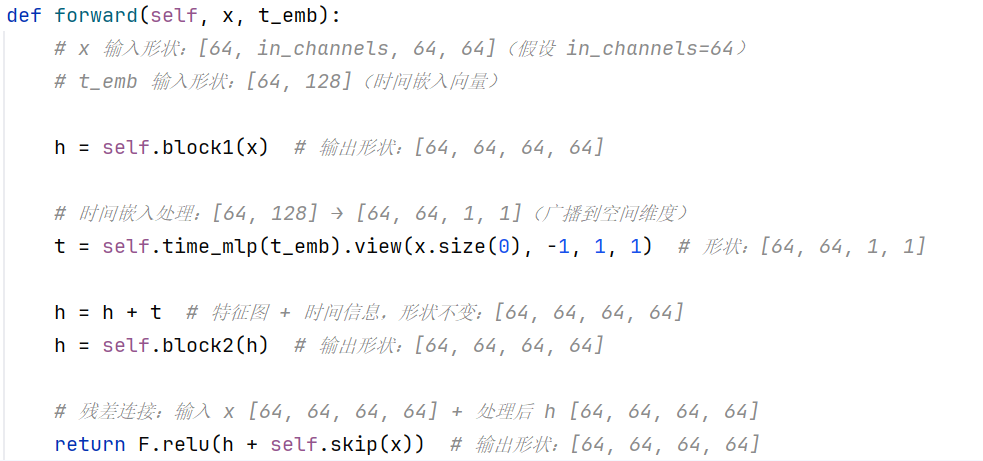 def forward(self, x, t_emb):
# x 输入形状：[64, in_channels, 64, 64]（假设 in_channels=64）
# t_emb 输入形状：[64, 128]（时间嵌入向量）
h = self.block1(x)  # 输出形状：[64, 64, 64, 64]
# 时间嵌入处理：[64, 128] → [64, 64, 1, 1]（广播到空间维度）
t = self.time_mlp(t_emb).view(x.size(0), -1, 1, 1)  # 形状：[64, 64, 1, 1]
h = h + t  # 特征图 + 时间信息，形状不变：[64, 64, 64, 64]
h = self.block2(h)  # 输出形状：[64, 64, 64, 64]
# 残差连接：输入 x [64, 64, 64, 64] + 处理后 h [64, 64, 64, 64]
return F.relu(h + self.skip(x))  # 输出形状：[64, 64, 64, 64]